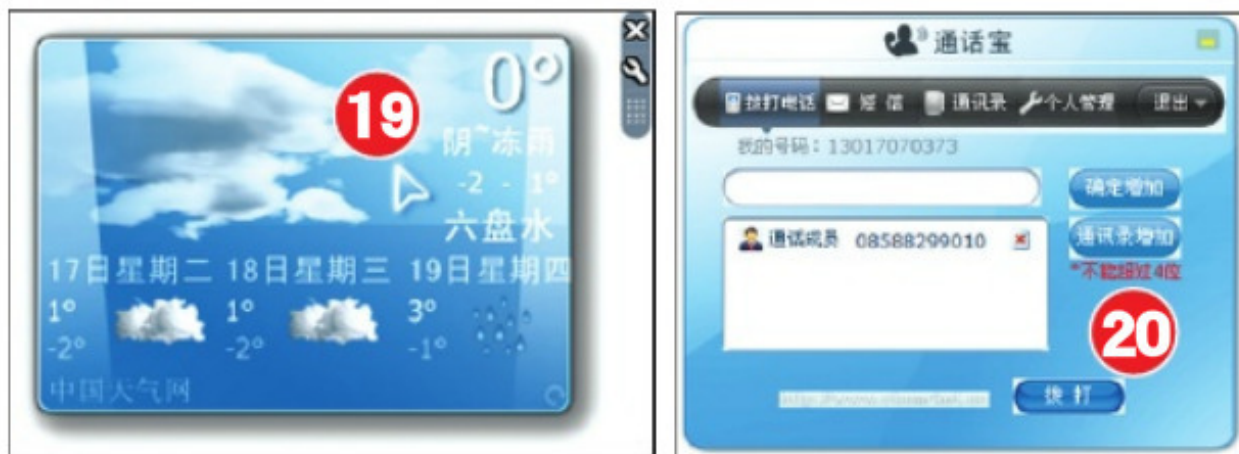 0°
19
阴~冻雨
-2 - 1°
六盘水
17日星期二 18日星期三 19日星期四
1° 1° 3°
-2° -2° -1°
中国天气网
通话宝
拨打电话 短信 通讯录 个人管理 退出
我的号码：13017070373
确定增加
通话成员 08588299010
通讯录增加
*不能超过4位
20
拨打